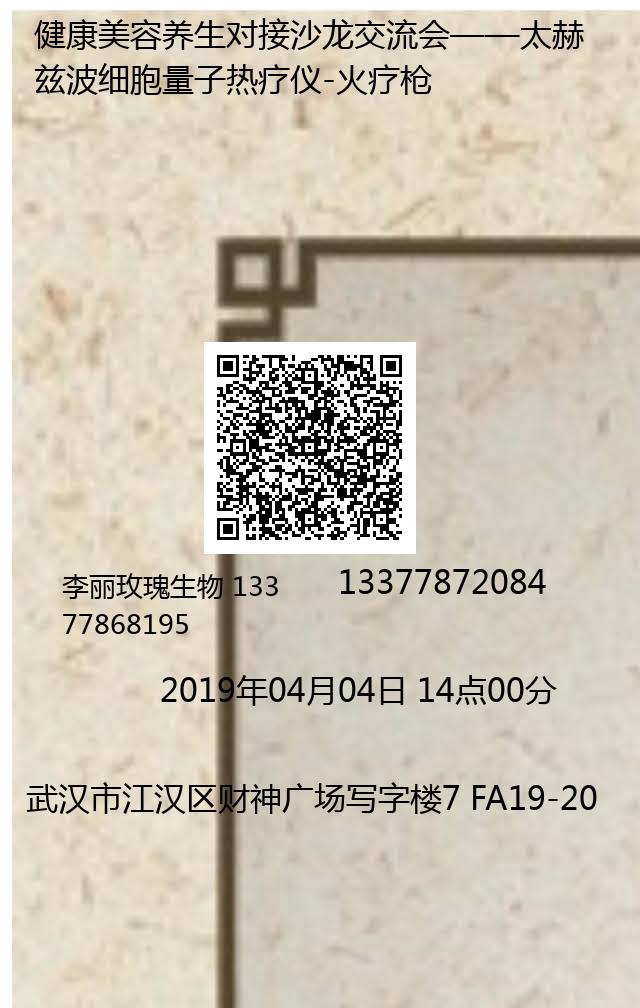 健康美容养生对接沙龙交流会——太赫
兹波细胞量子热疗仪-火疗枪
李丽玫瑰生物 133
77868195
13377872084
2019年04月04日 14点00分
武汉市江汉区财神广场写字楼7 FA19-20